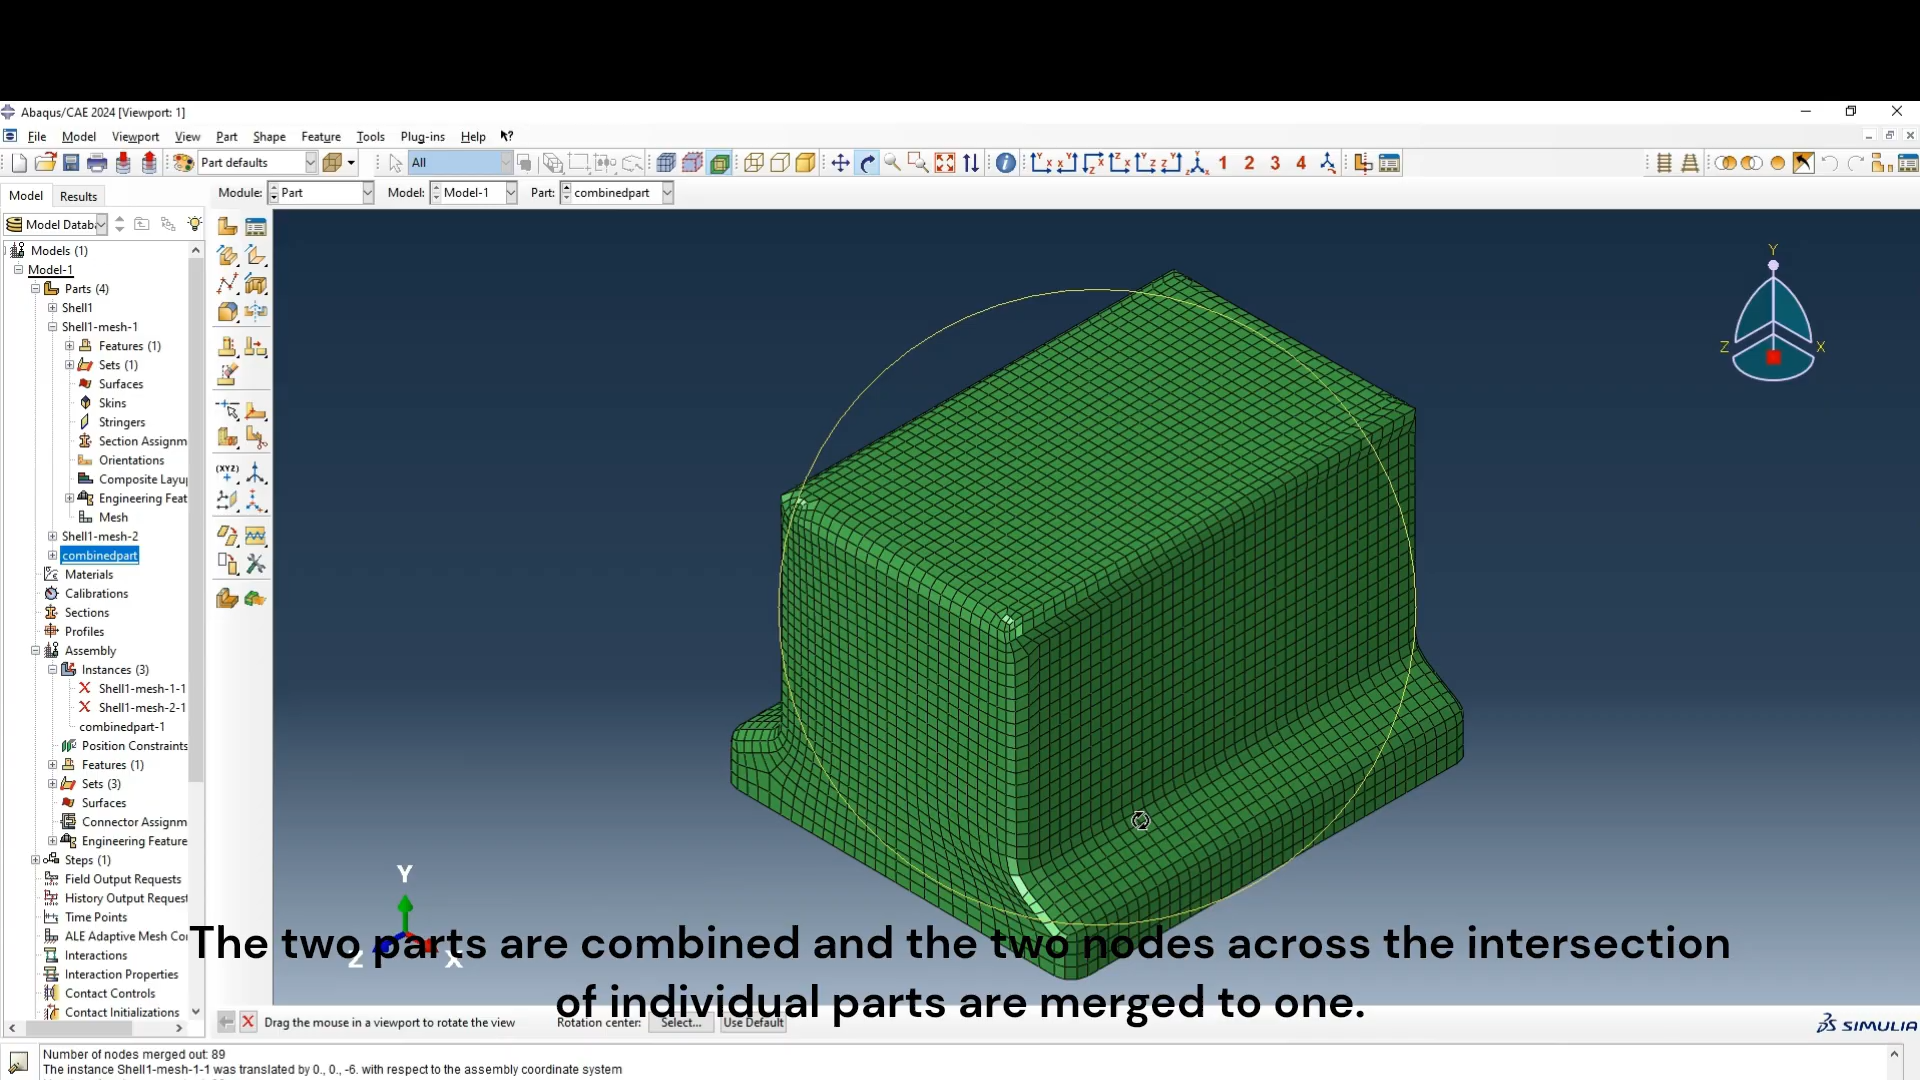 Abaqus/CAE 2024 [Viewport: 1]
File Model Viewport View Part Shape Feature Tools Plug-ins Help
Part defaults All 1 2 3 4
Model Results Module: Part Model: Model-1 Part: combinedpart
Model Datab
Models (1)
Model-1
Parts (4)
Shell1
Shell1-mesh-1
Features (1)
Sets (1)
Surfaces
Skins
Stringers
Section Assignm
Orientations
Composite Layu
Engineering Feat
Mesh
Shell1-mesh-2
combinedpart
Materials
Calibrations
Sections
Profiles
Assembly
Instances (3)
Shell1-mesh-1-1
Shell1-mesh-2-1
combinedpart-1
Position Constraints
Features (1)
Sets (3)
Surfaces
Connector Assignm
Engineering Feature
Steps (1)
Field Output Requests
History Output Request
Time Points
ALE Adaptive Mesh Co
Interactions
Interaction Properties
Contact Controls
Contact Initializations
(XYZ)
Y
Z X
Y
Z X
The two parts are combined and the two nodes across the intersection
of individual parts are merged to one.
Drag the mouse in a viewport to rotate the view Rotation center: Select... Use Default
SIMULIA
Number of nodes merged out: 89
The instance Shell1-mesh-1-1 was translated by 0., 0., -6. with respect to the assembly coordinate system